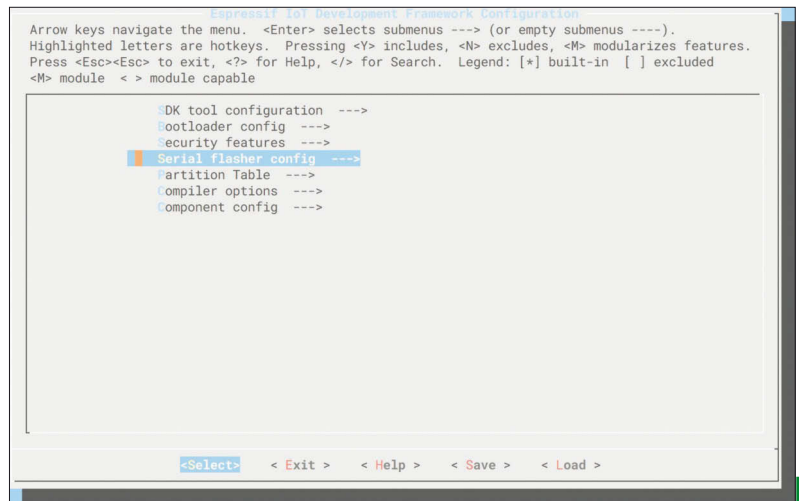 Espressif IoT Development Framework Configuration
Arrow keys navigate the menu. <Enter> selects submenus ---> (or empty submenus ----).
Highlighted letters are hotkeys. Pressing <Y> includes, <N> excludes, <M> modularizes features.
Press <Esc><Esc> to exit, <?> for Help, </> for Search. Legend: [*] built-in [ ] excluded
<M> module < > module capable
SDK tool configuration --->
Bootloader config --->
Security features --->
Serial flasher config --->
Partition Table --->
Compiler options --->
Component config --->
<Select> < Exit > < Help > < Save > < Load >